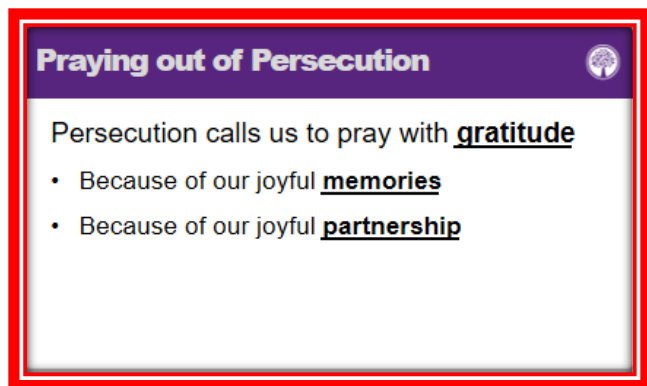 Praying out of Persecution
Persecution calls us to pray with gratitude
• Because of our joyful memories
• Because of our joyful partnership